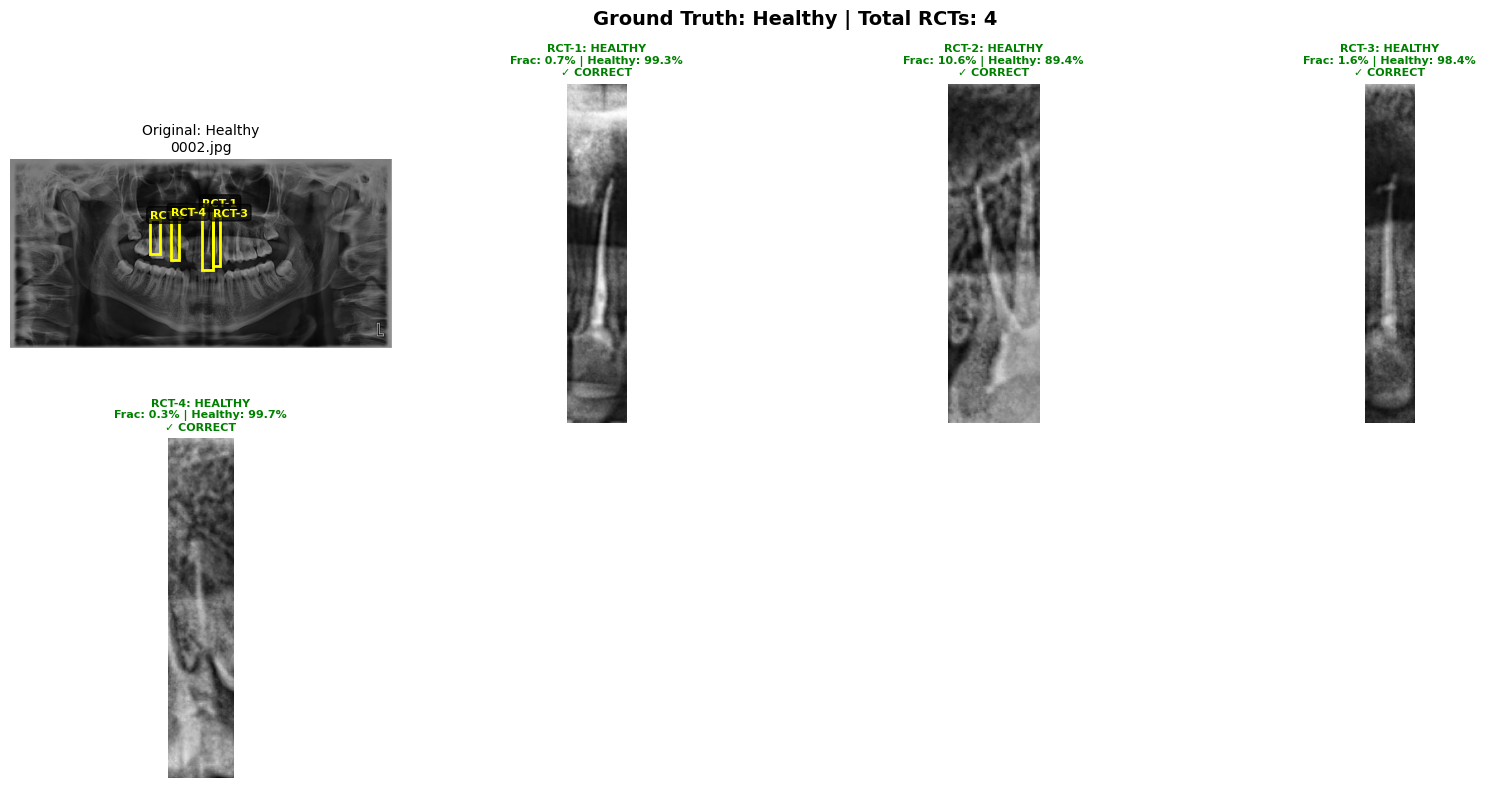 Ground Truth: Healthy | Total RCTs: 4
RCT-1: HEALTHY
Frac: 0.7% | Healthy: 99.3%
✓ CORRECT
RCT-2: HEALTHY
Frac: 10.6% | Healthy: 89.4%
✓ CORRECT
RCT-3: HEALTHY
Frac: 1.6% | Healthy: 98.4%
✓ CORRECT
Original: Healthy
0002.jpg
RCT-1
RC
RCT-4
RCT-3
L
RCT-4: HEALTHY
Frac: 0.3% | Healthy: 99.7%
✓ CORRECT